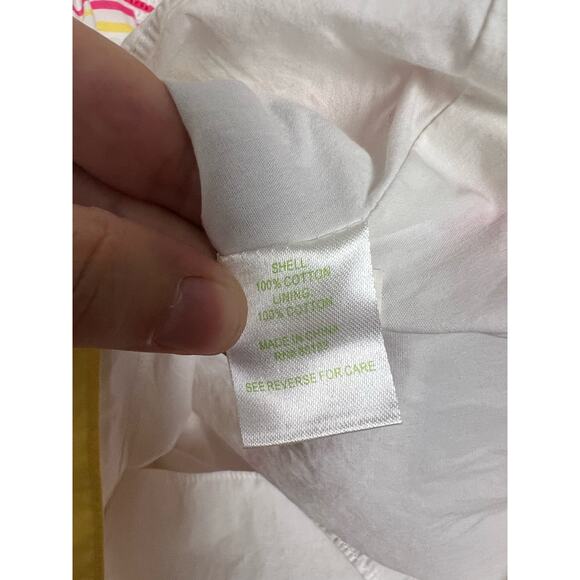 SHELL
100% COTTON
LINING
100% COTTON
MADE IN CHINA
SEE REVERSE FOR CARE